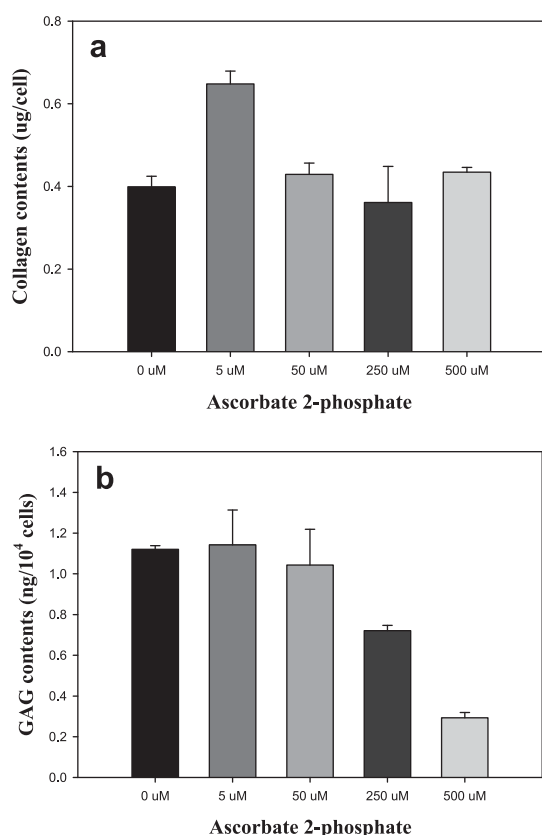 a
Collagen contents (ug/cell)
0.8
0.6
0.4
0.2
0.0
0 uM 5 uM 50 uM 250 uM 500 uM
Ascorbate 2-phosphate
b
GAG contents (ng/10⁴ cells)
1.6
1.4
1.2
1.0
0.8
0.6
0.4
0.2
0.0
0 uM 5 uM 50 uM 250 uM 500 uM
Ascorbate 2-phosphate